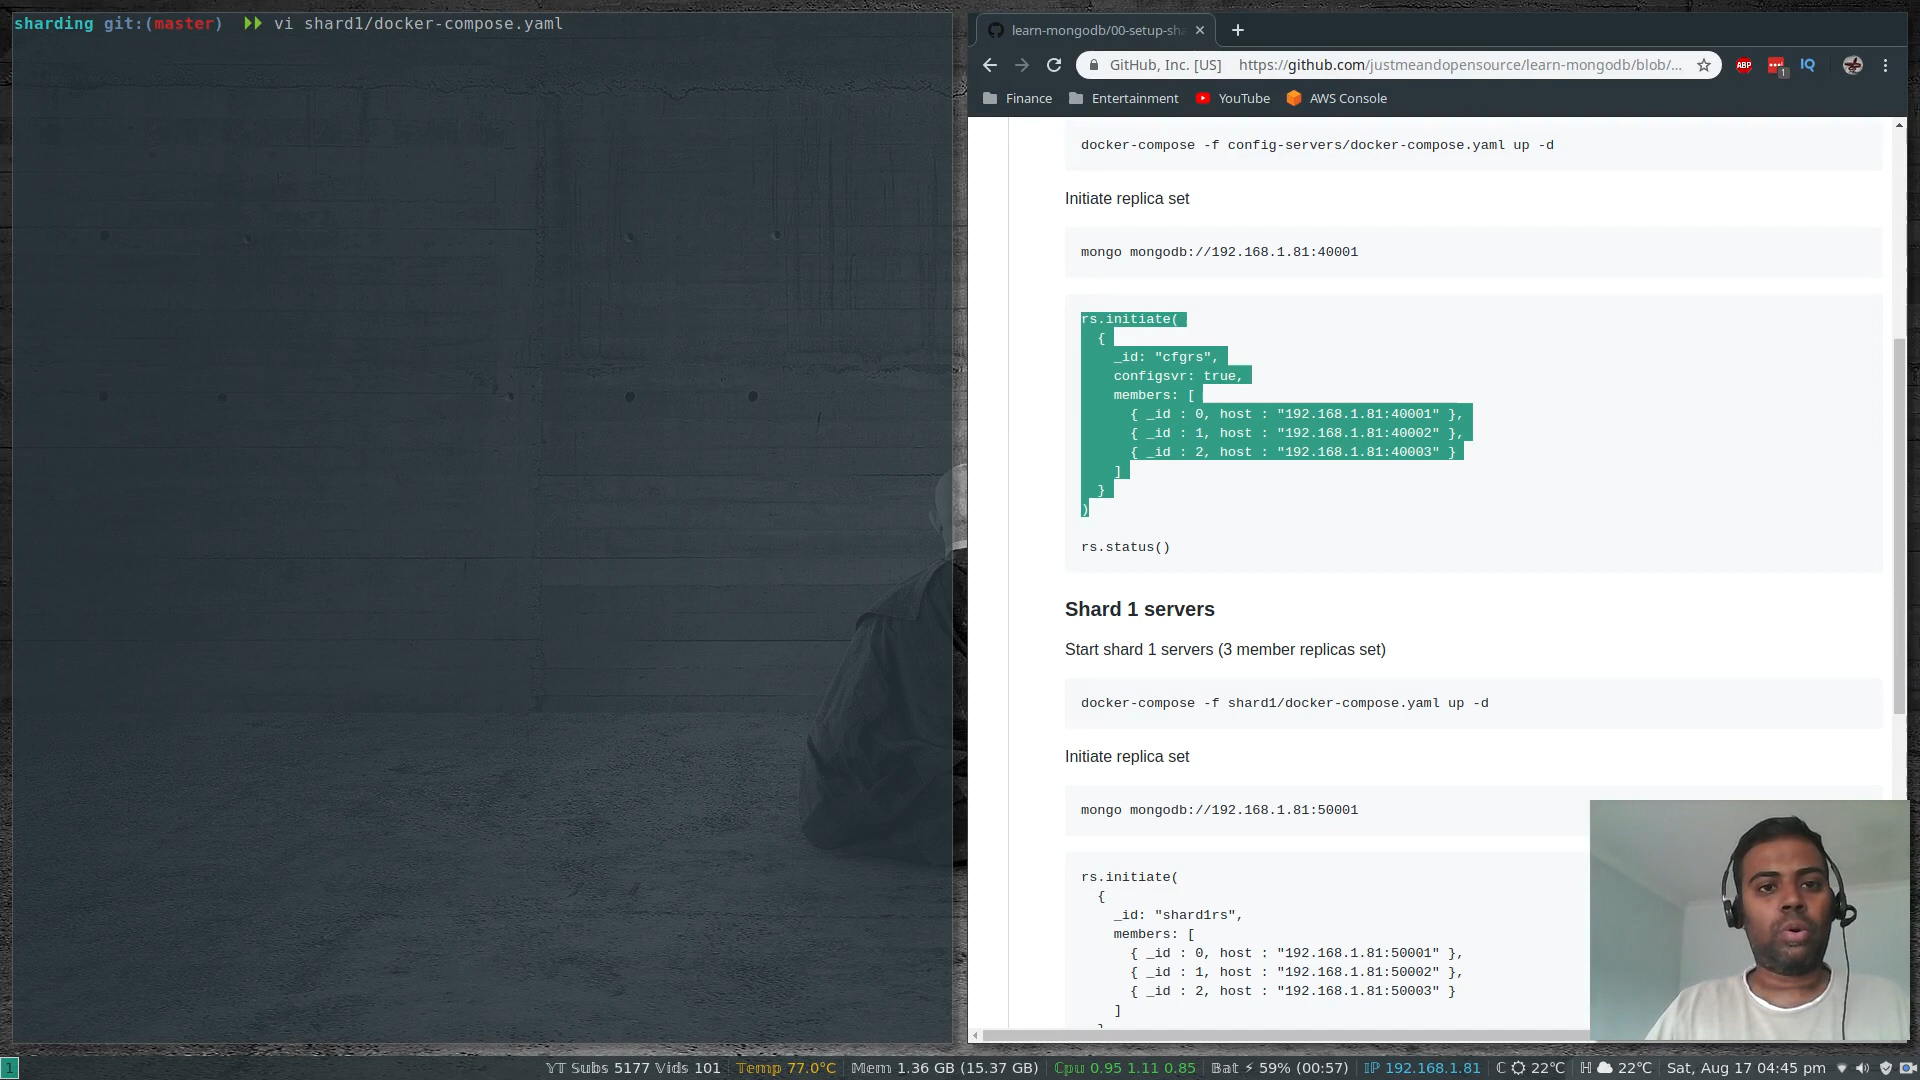 sharding git:(master) vi shard1/docker-compose.yaml
learn-mongodb/00-setup-sha
GitHub, Inc. [US] https://github.com/justmeandopensource/learn-mongodb/blob/...
ABP
1
IQ
Finance Entertainment YouTube AWS Console
docker-compose -f config-servers/docker-compose.yaml up -d
Initiate replica set
mongo mongodb://192.168.1.81:40001
rs.initiate(
{
_id: "cfgrs",
configsvr: true,
members: [
{ _id : 0, host : "192.168.1.81:40001" },
{ _id : 1, host : "192.168.1.81:40002" },
{ _id : 2, host : "192.168.1.81:40003" }
]
}
)
rs.status()
Shard 1 servers
Start shard 1 servers (3 member replicas set)
docker-compose -f shard1/docker-compose.yaml up -d
Initiate replica set
mongo mongodb://192.168.1.81:50001
rs.initiate(
{
_id: "shard1rs",
members: [
{ _id : 0, host : "192.168.1.81:50001" },
{ _id : 1, host : "192.168.1.81:50002" },
{ _id : 2, host : "192.168.1.81:50003" }
]
}
1 YT Subs 5177 Vids 101 Temp 77.0°C Mem 1.36 GB (15.37 GB) Cpu 0.95 1.11 0.85 Bat ⚡ 59% (00:57) IP 192.168.1.81 C 22°C H 22°C Sat, Aug 17 04:45 pm